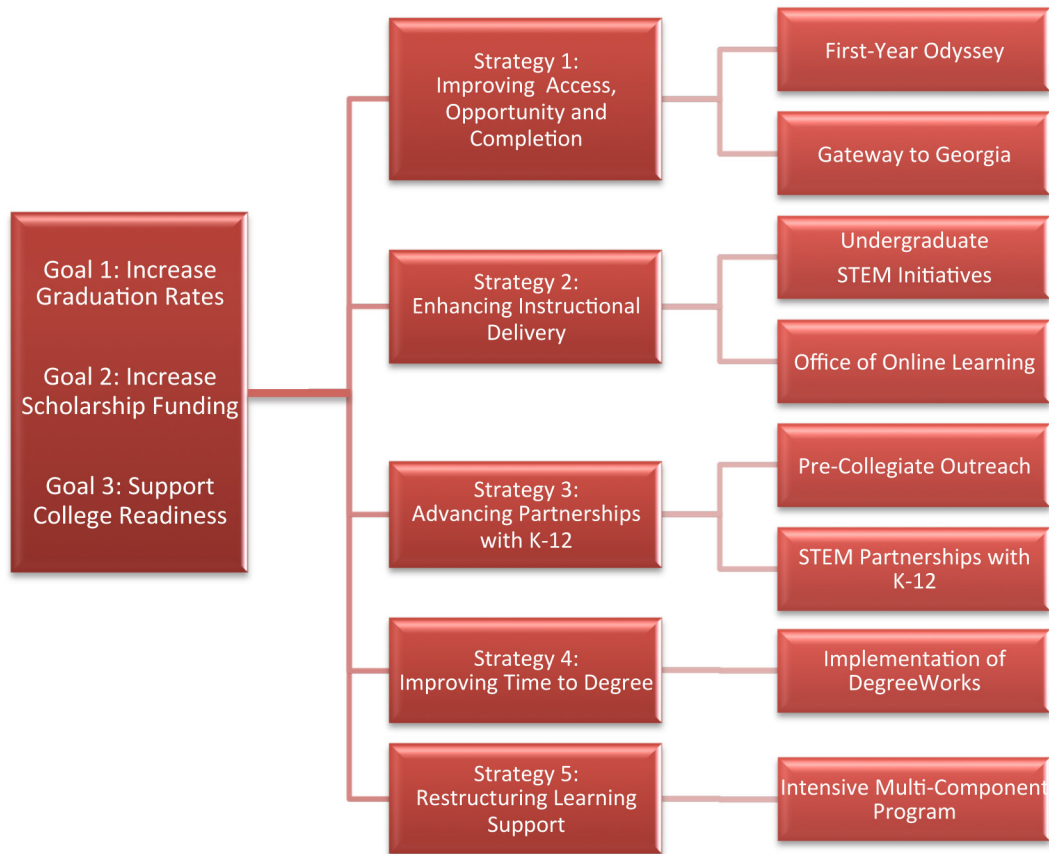 Goal 1: Increase
Graduation Rates
Goal 2: Increase
Scholarship Funding
Goal 3: Support
College Readiness
Strategy 1:
Improving Access,
Opportunity and
Completion
First-Year Odyssey
Gateway to Georgia
Strategy 2:
Enhancing Instructional
Delivery
Undergraduate
STEM Initiatives
Office of Online Learning
Strategy 3:
Advancing Partnerships
with K-12
Pre-Collegiate Outreach
STEM Partnerships with
K-12
Strategy 4:
Improving Time to Degree
Implementation of
DegreeWorks
Strategy 5:
Restructuring Learning
Support
Intensive Multi-Component
Program